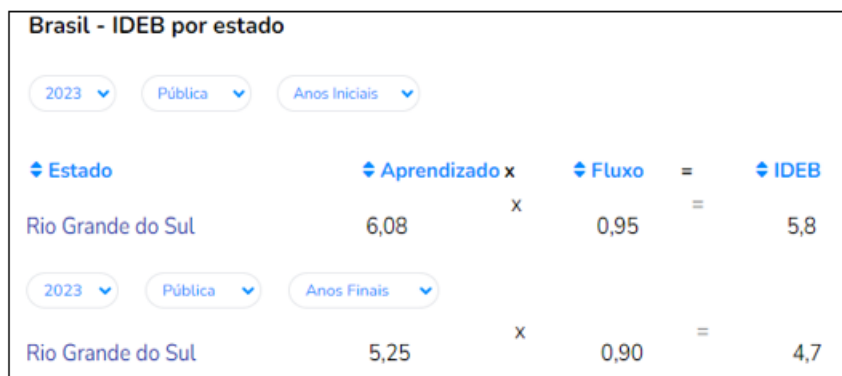 Brasil - IDEB por estado
2023 Pública Anos Iniciais
Estado Aprendizado x Fluxo = IDEB
Rio Grande do Sul 6,08 x 0,95 = 5,8
2023 Pública Anos Finais
Rio Grande do Sul 5,25 x 0,90 = 4,7